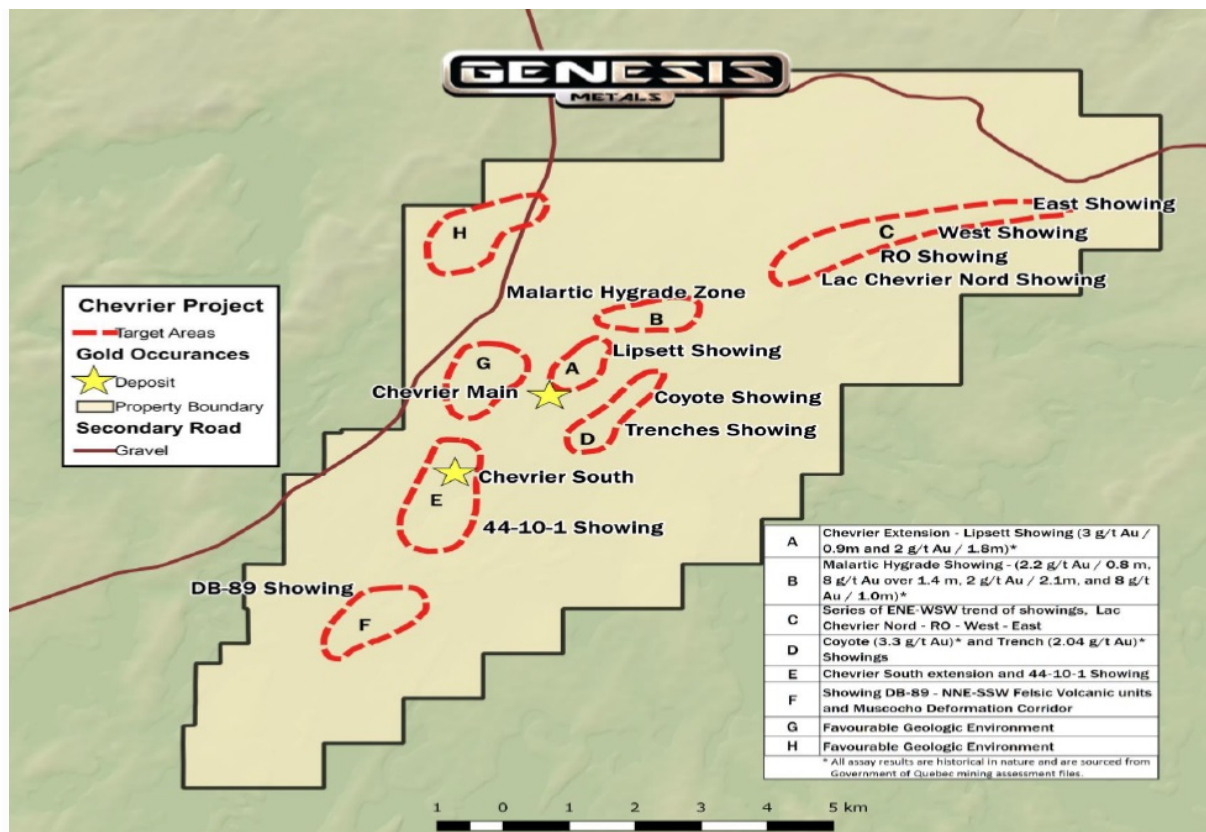 GENESIS
METALS
East Showing
H
C
West Showing
RO Showing
Lac Chevrier Nord Showing
Malartic Hygrade Zone
B
Chevrier Project
Target Areas
Gold Occurances
Deposit
Property Boundary
Secondary Road
Gravel
Lipsett Showing
G
A
Chevrier Main
Coyote Showing
Trenches Showing
D
Chevrier South
E
44-10-1 Showing
DB-89 Showing
F
A
Chevrier Extension - Lipsett Showing (3 g/t Au /
0.9m and 2 g/t Au / 1.8m)*
B
Malartic Hygrade Showing - (2.2 g/t Au / 0.8 m,
8 g/t Au over 1.4 m, 2 g/t Au / 2.1m, and 8 g/t
Au / 1.0m)*
C
Series of ENE-WSW trend of showings, Lac
Chevrier Nord - RO - West - East
D
Coyote (3.3 g/t Au)* and Trench (2.04 g/t Au)*
Showings
E
Chevrier South extension and 44-10-1 Showing
F
Showing DB-89 - NNE-SSW Felsic Volcanic units
and Muscocho Deformation Corridor
G
Favourable Geologic Environment
H
Favourable Geologic Environment
* All assay results are historical in nature and are sourced from
Government of Quebec mining assessment files.
1 0 1 2 3 4 5 km